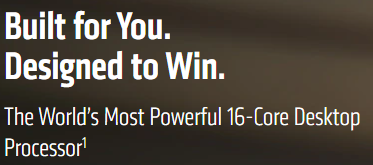 Built for You.
Designed to Win.
The World's Most Powerful 16-Core Desktop
Processor¹